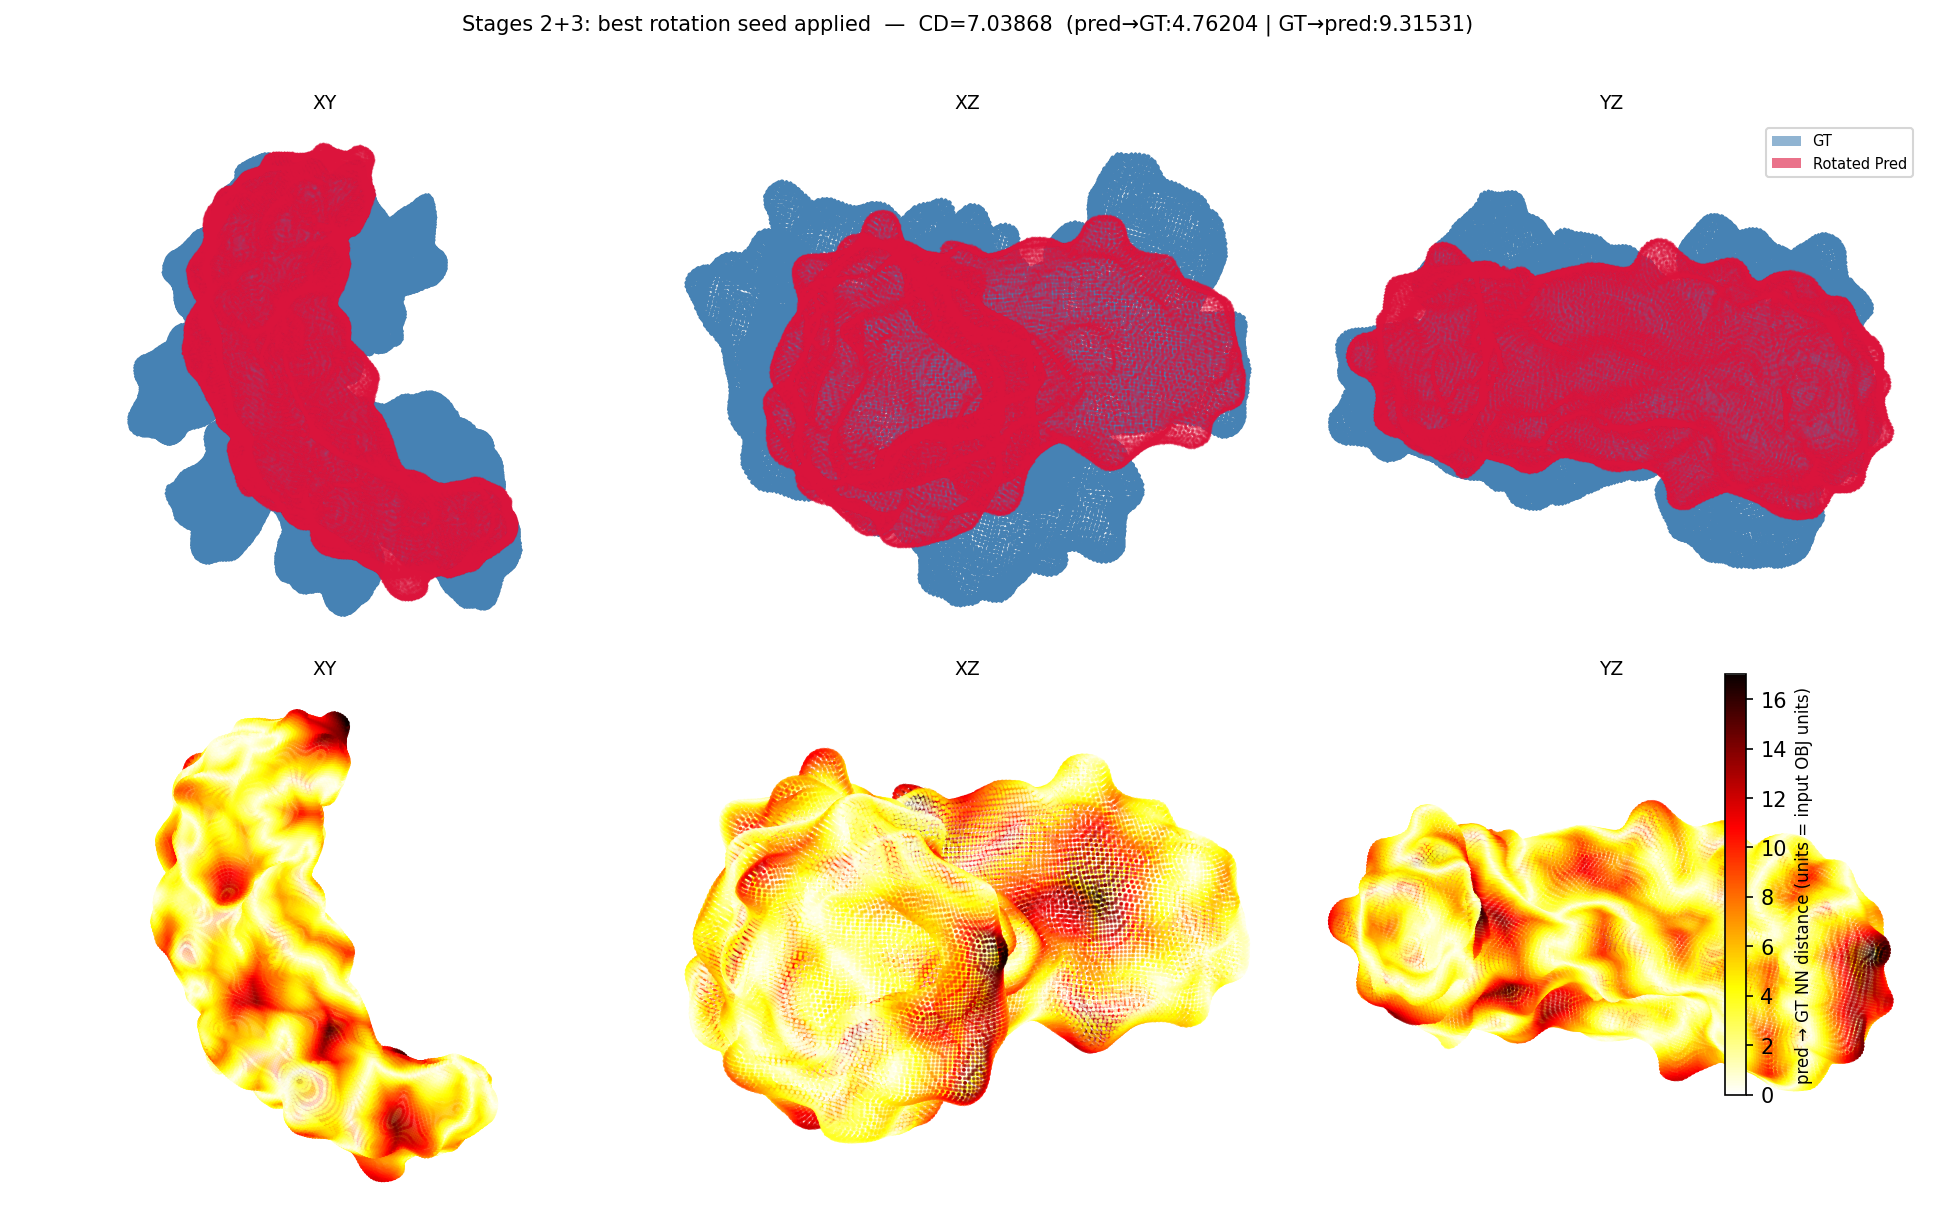 Stages 2+3: best rotation seed applied — CD=7.03868 (pred→GT:4.76204 | GT→pred:9.31531)
XY
XZ
YZ
GT
Rotated Pred
XY
XZ
YZ
16
14
12
10
8
6
4
2
0
pred → GT NN distance (units = input OBJ units)